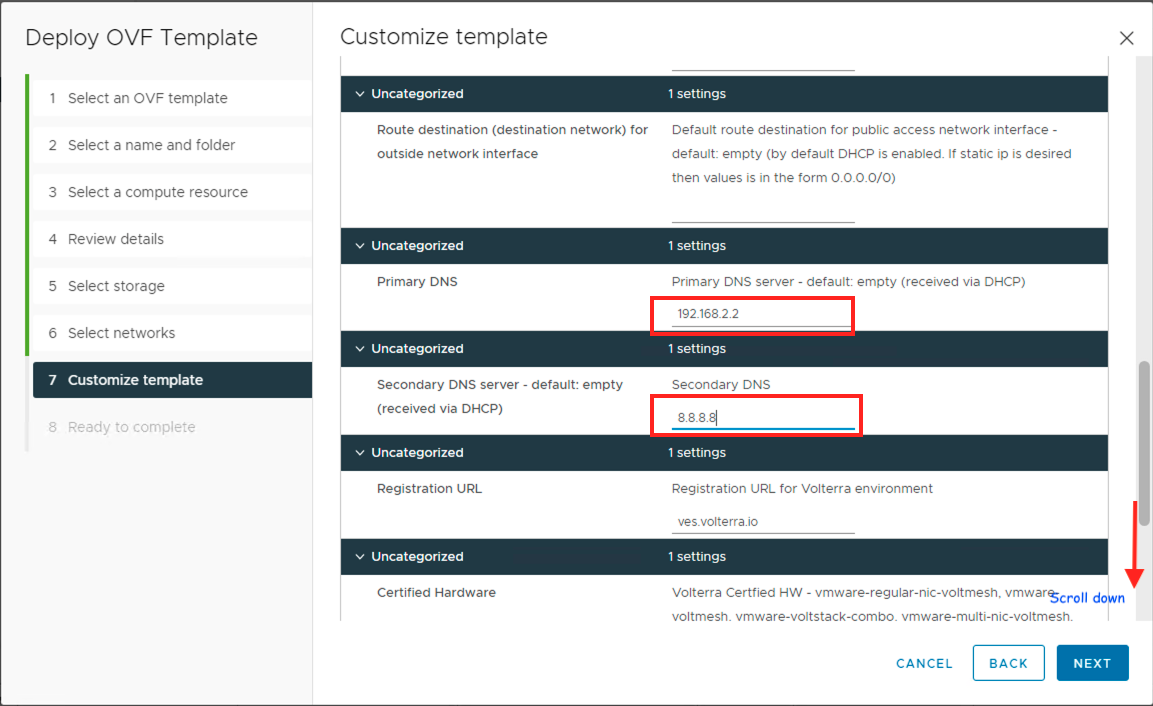 Deploy OVF Template
1 Select an OVF template
2 Select a name and folder
3 Select a compute resource
4 Review details
5 Select storage
6 Select networks
7 Customize template
8 Ready to complete
Customize template
Uncategorized 1 settings
Route destination (destination network) for
outside network interface
Default route destination for public access network interface -
default: empty (by default DHCP is enabled. If static ip is desired
then values is in the form 0.0.0.0/0)
Uncategorized 1 settings
Primary DNS
Primary DNS server - default: empty (received via DHCP)
192.168.2.2
Uncategorized 1 settings
Secondary DNS server - default: empty
(received via DHCP)
Secondary DNS
8.8.8.8
Uncategorized 1 settings
Registration URL
Registration URL for Volterra environment
ves.volterra.io
Uncategorized 1 settings
Certified Hardware
Volterra Certfied HW - vmware-regular-nic-voltmesh, vmware-
voltmesh, vmware-voltstack-combo, vmware-multi-nic-voltmesh,
Scroll down
CANCEL
BACK
NEXT